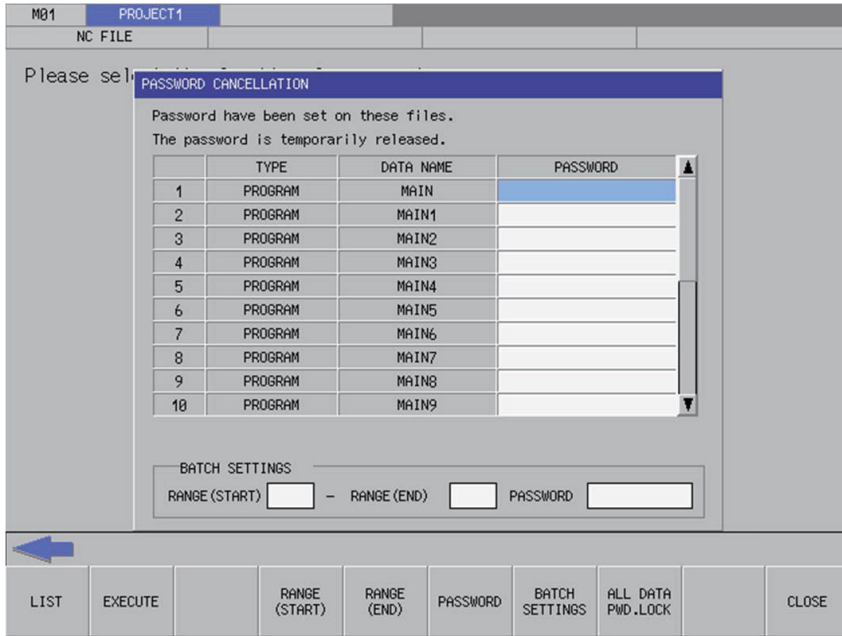 M01 PROJECT1
NC FILE
Please sel
PASSWORD CANCELLATION
Password have been set on these files.
The password is temporarily released.
TYPE DATA NAME PASSWORD
1 PROGRAM MAIN
2 PROGRAM MAIN1
3 PROGRAM MAIN2
4 PROGRAM MAIN3
5 PROGRAM MAIN4
6 PROGRAM MAIN5
7 PROGRAM MAIN6
8 PROGRAM MAIN7
9 PROGRAM MAIN8
10 PROGRAM MAIN9
BATCH SETTINGS
RANGE(START) – RANGE(END) PASSWORD
LIST EXECUTE RANGE (START) RANGE (END) PASSWORD BATCH SETTINGS ALL DATA PWD.LOCK CLOSE